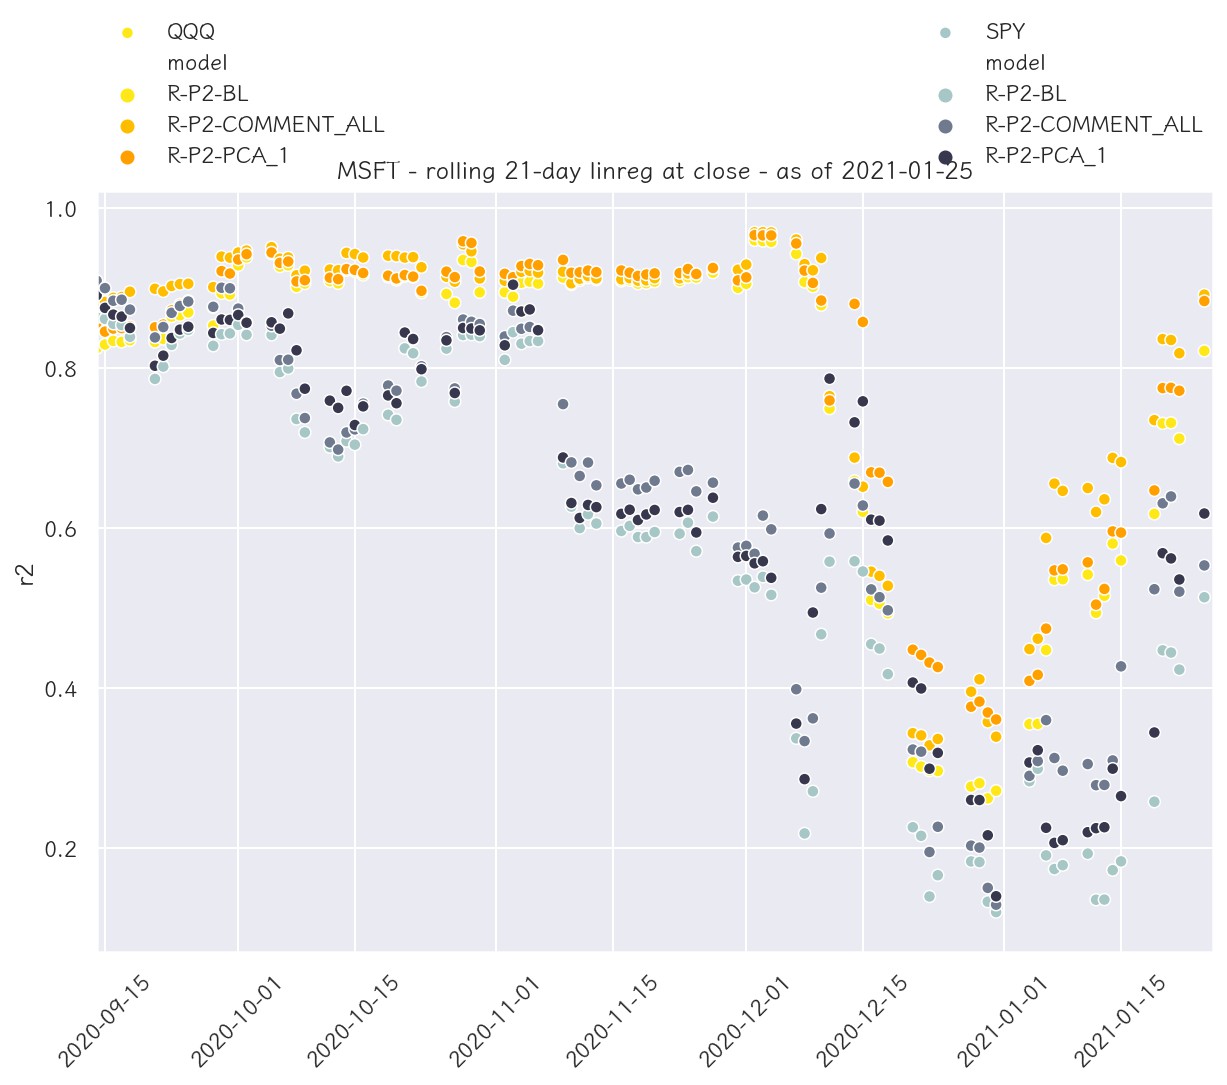 QQQ
model
R-P2-BL
R-P2-COMMENT_ALL
R-P2-PCA_1
SPY
model
R-P2-BL
R-P2-COMMENT_ALL
R-P2-PCA_1
MSFT - rolling 21-day linreg at close - as of 2021-01-25
1.0
0.8
0.6
0.4
0.2
r2
2020-09-15
2020-10-01
2020-10-15
2020-11-01
2020-11-15
2020-12-01
2020-12-15
2021-01-01
2021-01-15